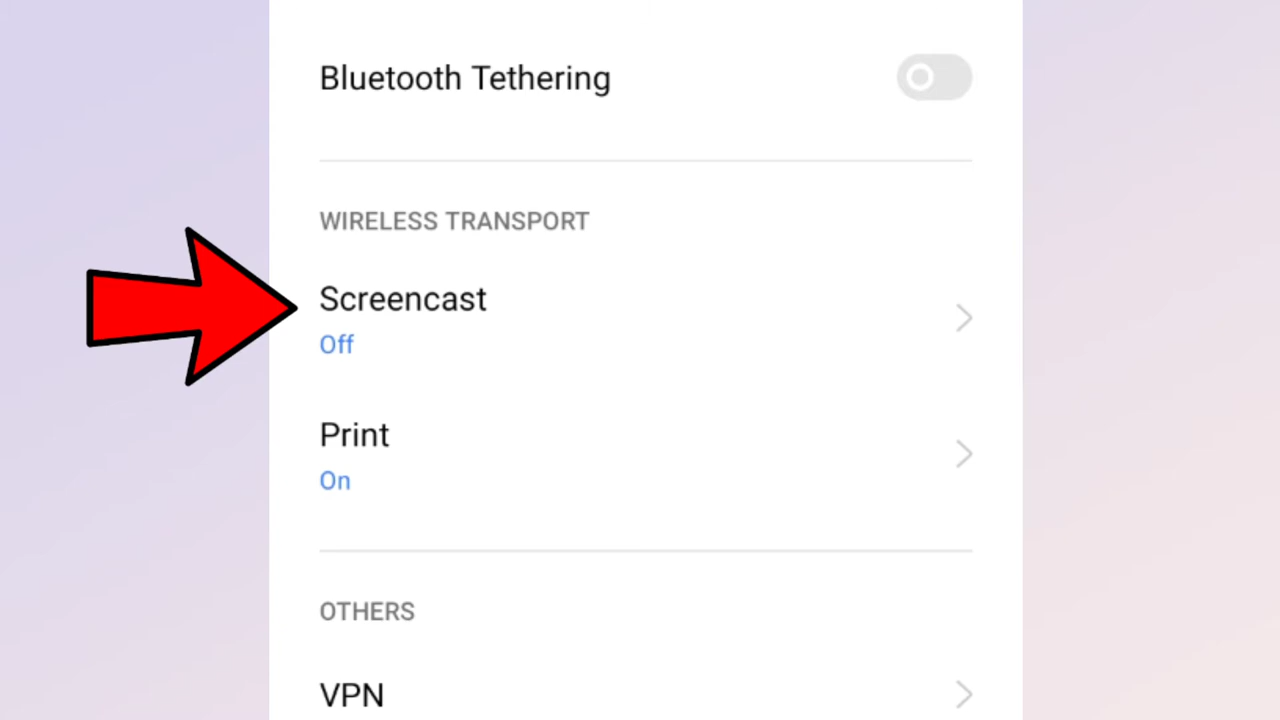 Bluetooth Tethering
WIRELESS TRANSPORT
Screencast
Off
Print
On
OTHERS
VPN